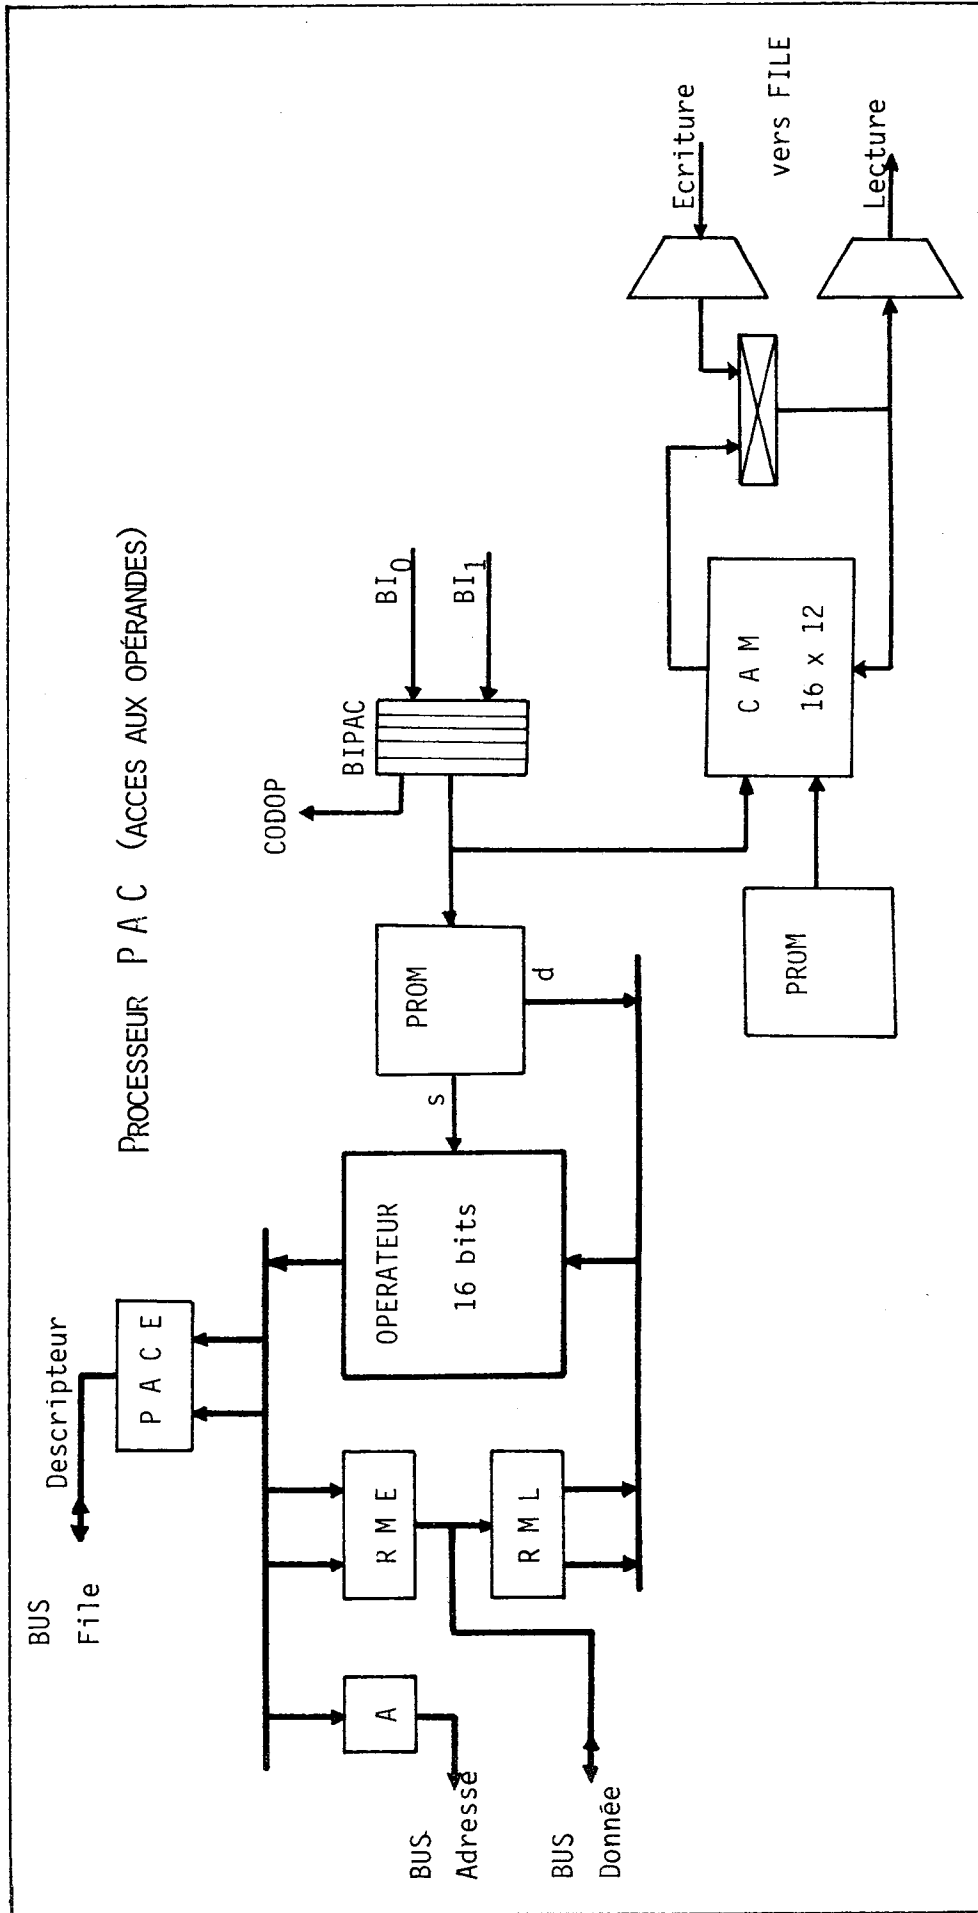 PROCESSEUR P A C (ACCES AUX OPÉRANDES)
BUS
File
Descripteur
P A C E
CODOP
BIPAC
BI0
BI1
A
R M E
OPERATEUR
16 bits
s
PROM
d
BUS
Adresse
R M L
BUS
Donnée
PROM
C A M
16 x 12
Ecriture
vers FILE
Lecture